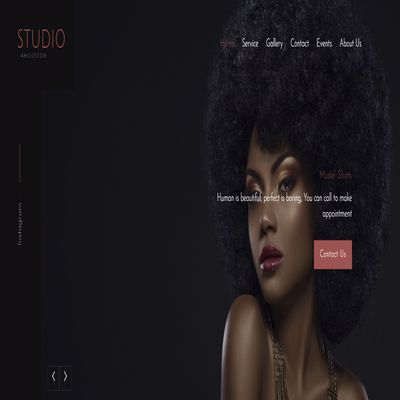 STUDIO
4HOUSTON
Home Service Gallery Contact Events About Us
Model Shots
Human is beautiful, perfect is boring. You can call to make
appointment
Contact Us
Instagram